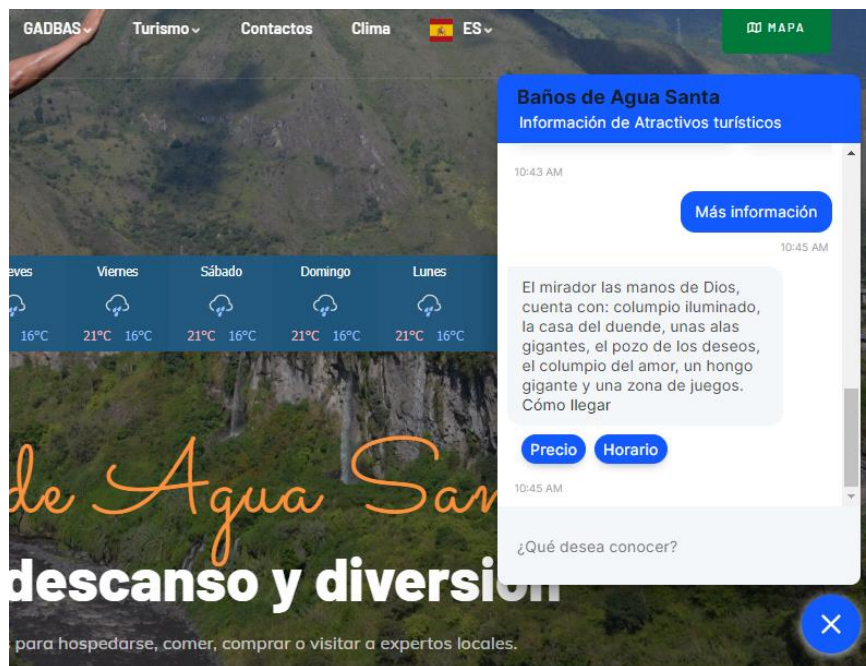 GADBAS Turismo Contactos Clima ES MAPA
Baños de Agua Santa
Información de Atractivos turísticos
10:43 AM
Más información
10:45 AM
Viernes Sábado Domingo Lunes
16°C 21°C 16°C 21°C 16°C 21°C 16°C 21°C 16°C
El mirador las manos de Dios,
cuenta con: columpio iluminado,
la casa del duende, unas alas
gigantes, el pozo de los deseos,
el columpio del amor, un hongo
gigante y una zona de juegos.
Cómo llegar
Precio Horario
10:45 AM
¿Qué desea conocer?
de Agua San
descanso y diversión
para hospedarse, comer, comprar o visitar a expertos locales.